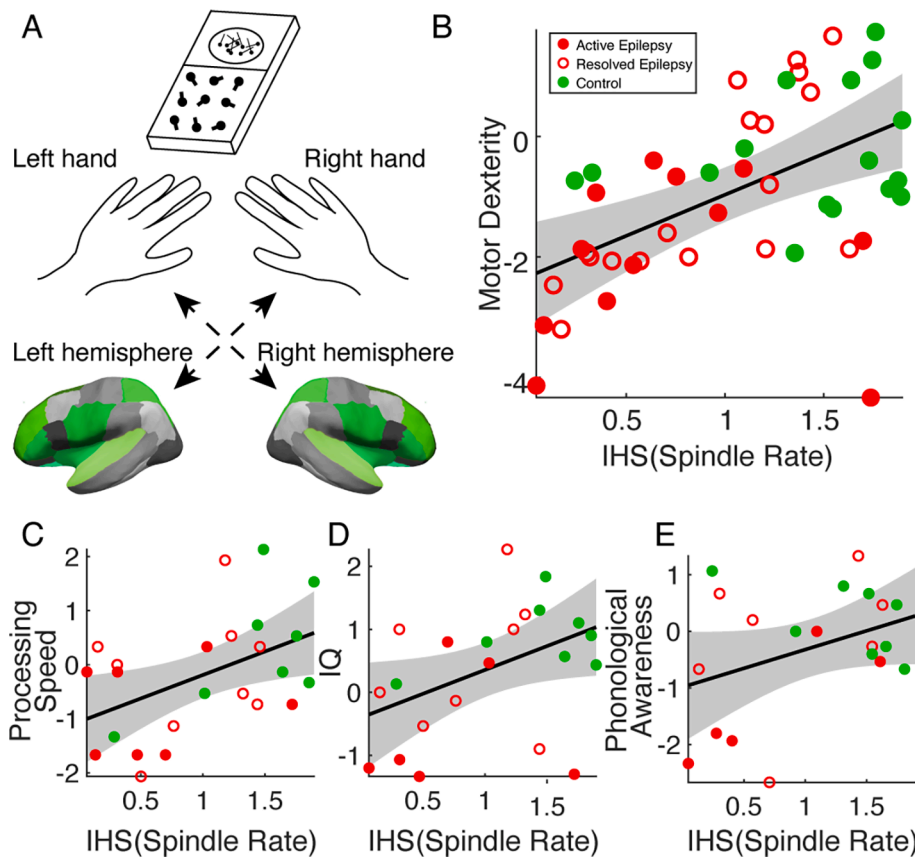 A
Left hand
Right hand
Left hemisphere
Right hemisphere
B
Active Epilepsy
Resolved Epilepsy
Control
Motor Dexterity
0
-2
-4
0.5
1
1.5
IHS(Spindle Rate)
C
Processing
Speed
2
1
0
-1
-2
0.5
1
1.5
IHS(Spindle Rate)
D
IQ
2
1
0
-1
0.5
1
1.5
IHS(Spindle Rate)
E
Phonological
Awareness
1
0
-1
-2
0.5
1
1.5
IHS(Spindle Rate)